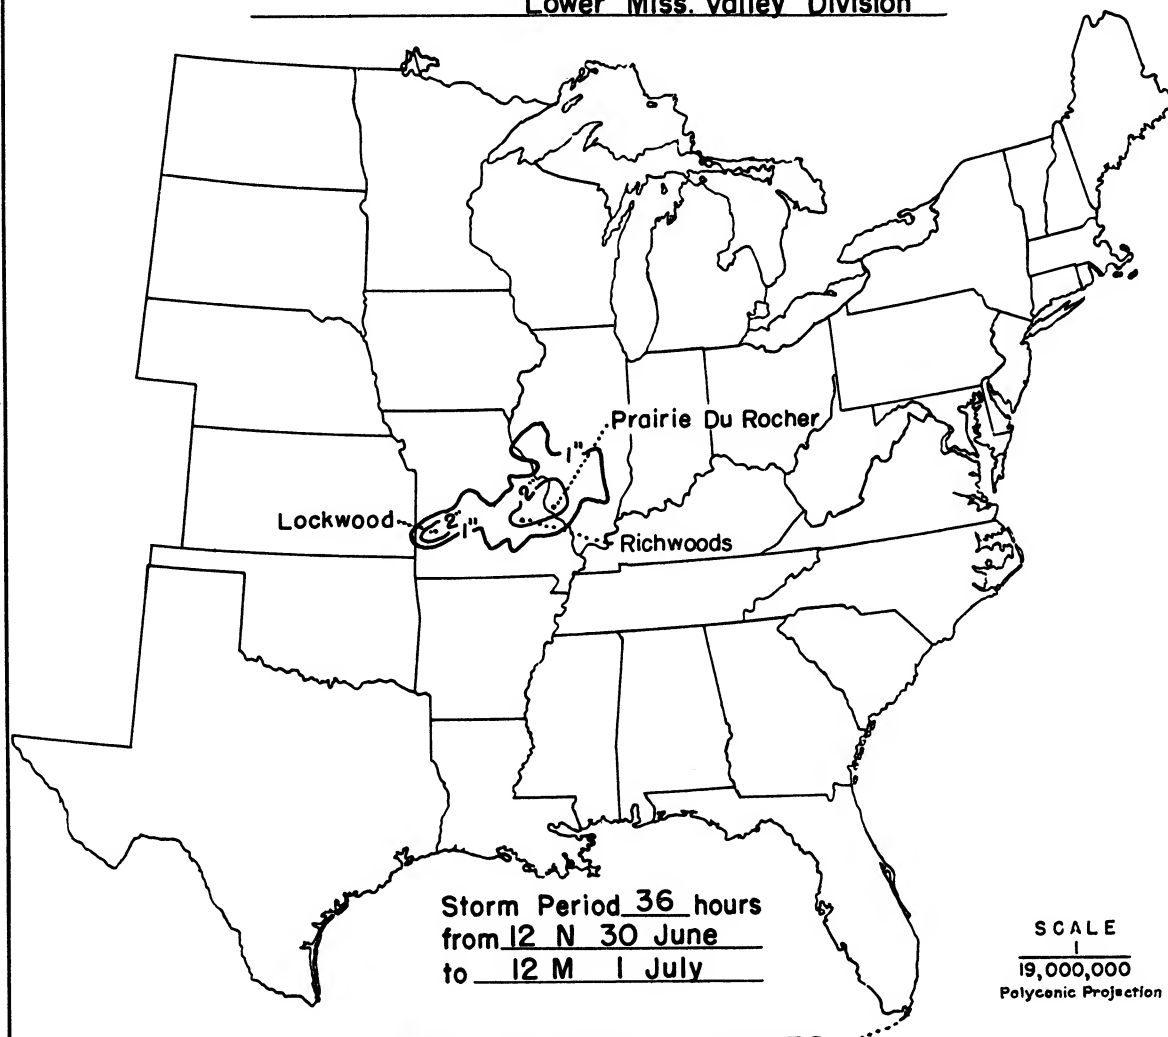 Lower Miss. Valley Division
Prairie Du Rocher
1"
2"
Lockwood
2"
1"
Richwoods
Storm Period 36 hours
from 12 N 30 June
to 12 M 1 July
SCALE
1
19,000,000
Polyconic Projection